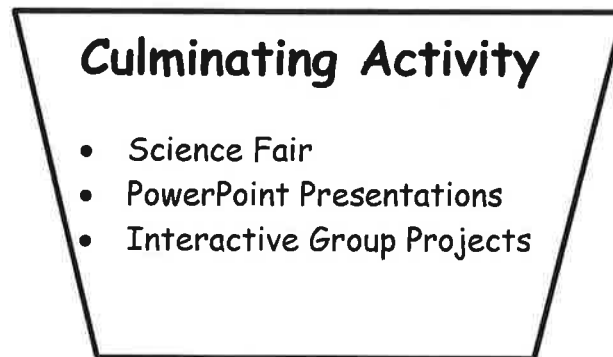 Culminating Activity
• Science Fair
• PowerPoint Presentations
• Interactive Group Projects